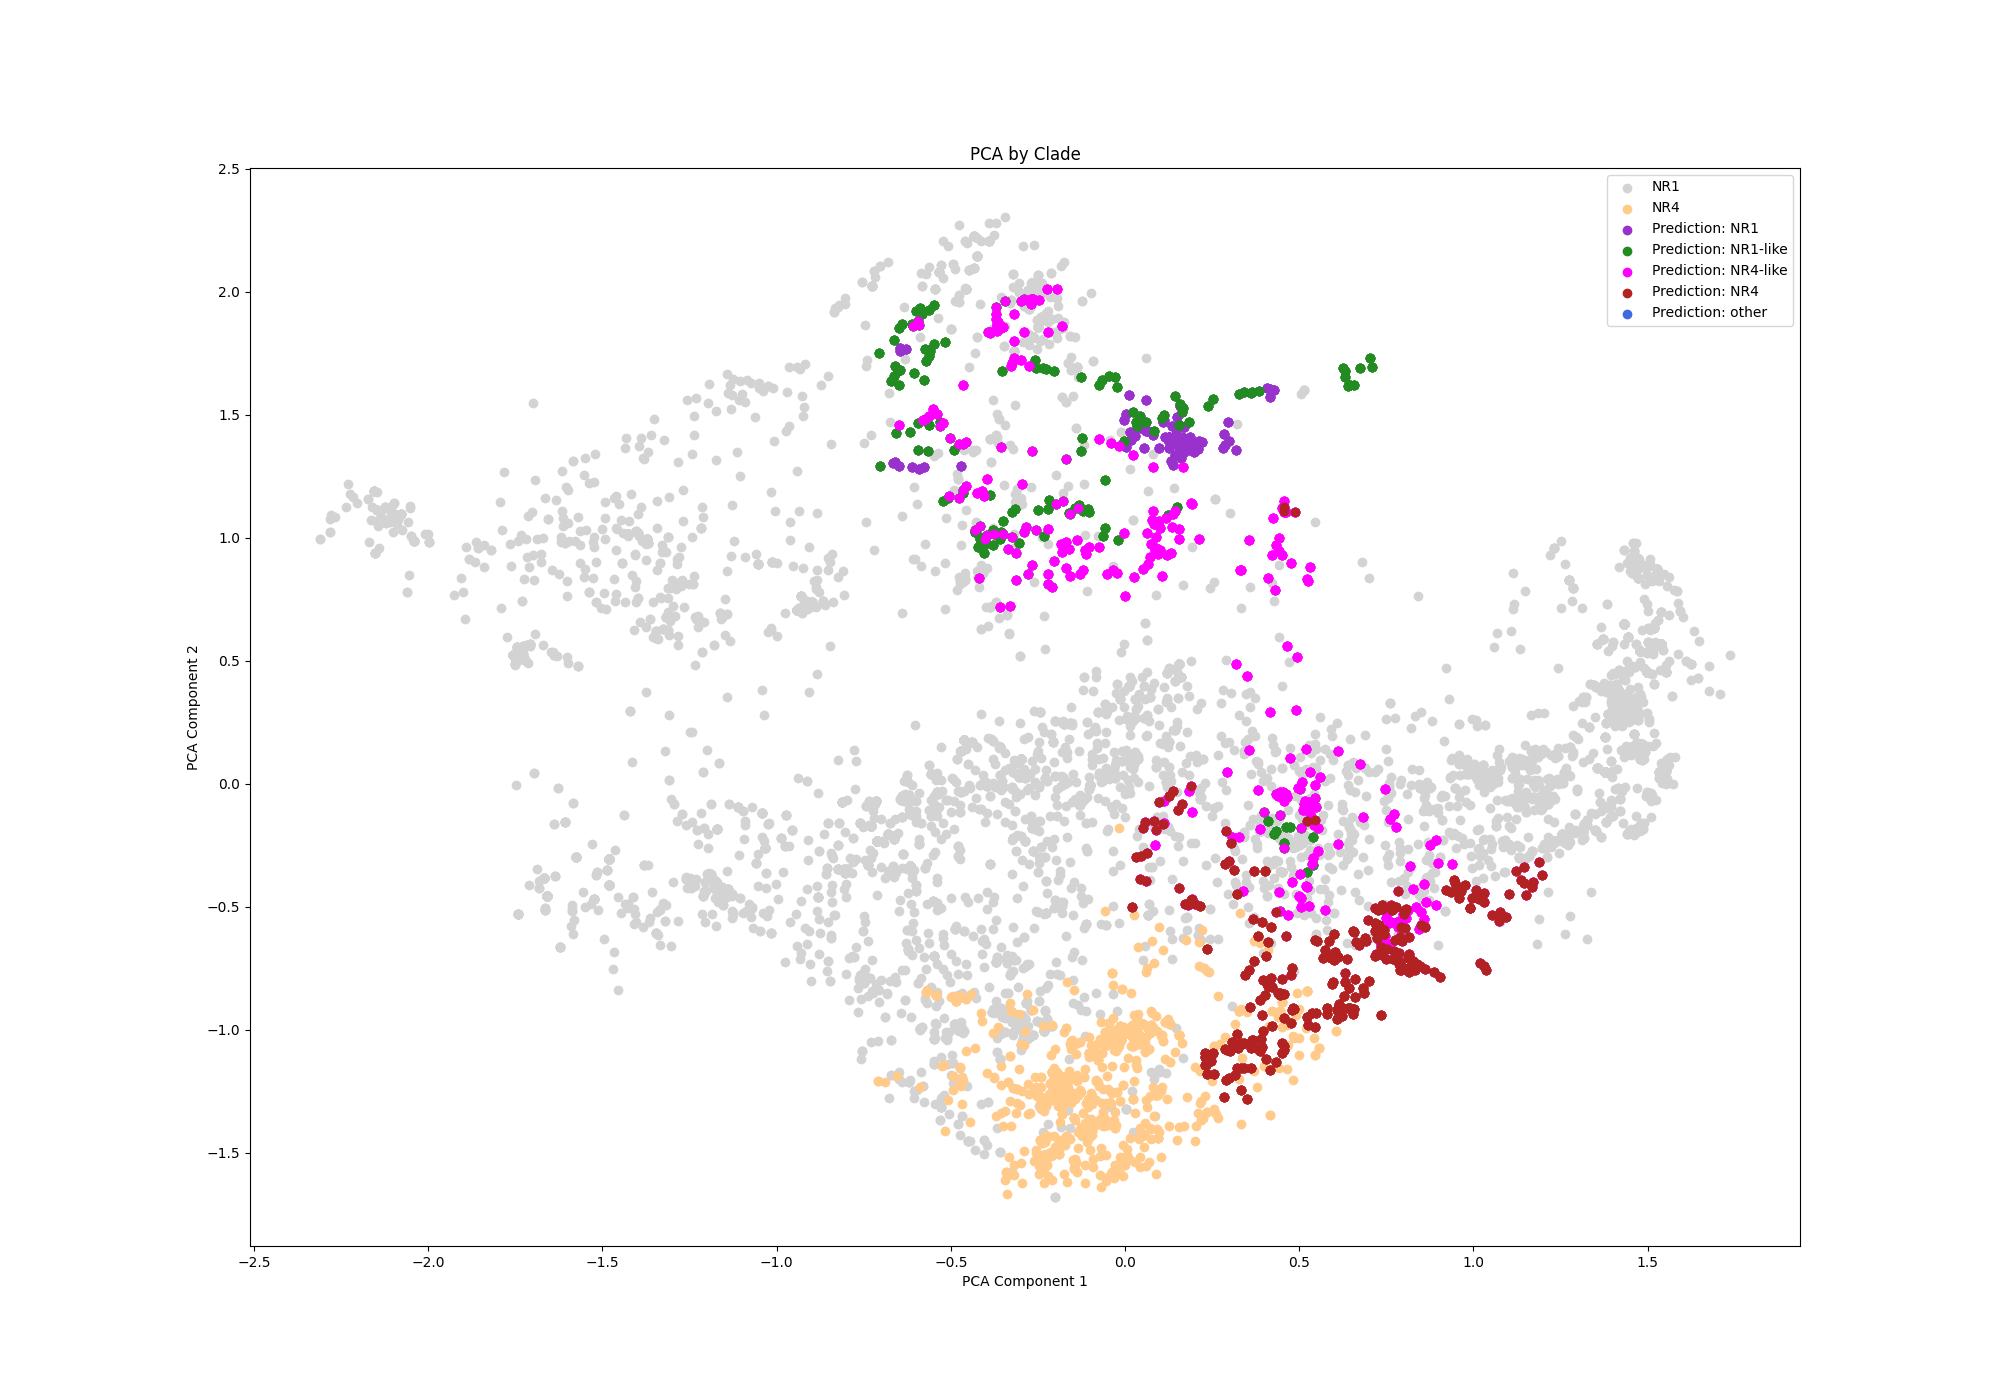 PCA by Clade
NR1
NR4
Prediction: NR1
Prediction: NR1-like
Prediction: NR4-like
Prediction: NR4
Prediction: other
PCA Component 2
2.5
2.0
1.5
1.0
0.5
0.0
−0.5
−1.0
−1.5
−2.5 −2.0 −1.5 −1.0 −0.5 0.0 0.5 1.0 1.5
PCA Component 1